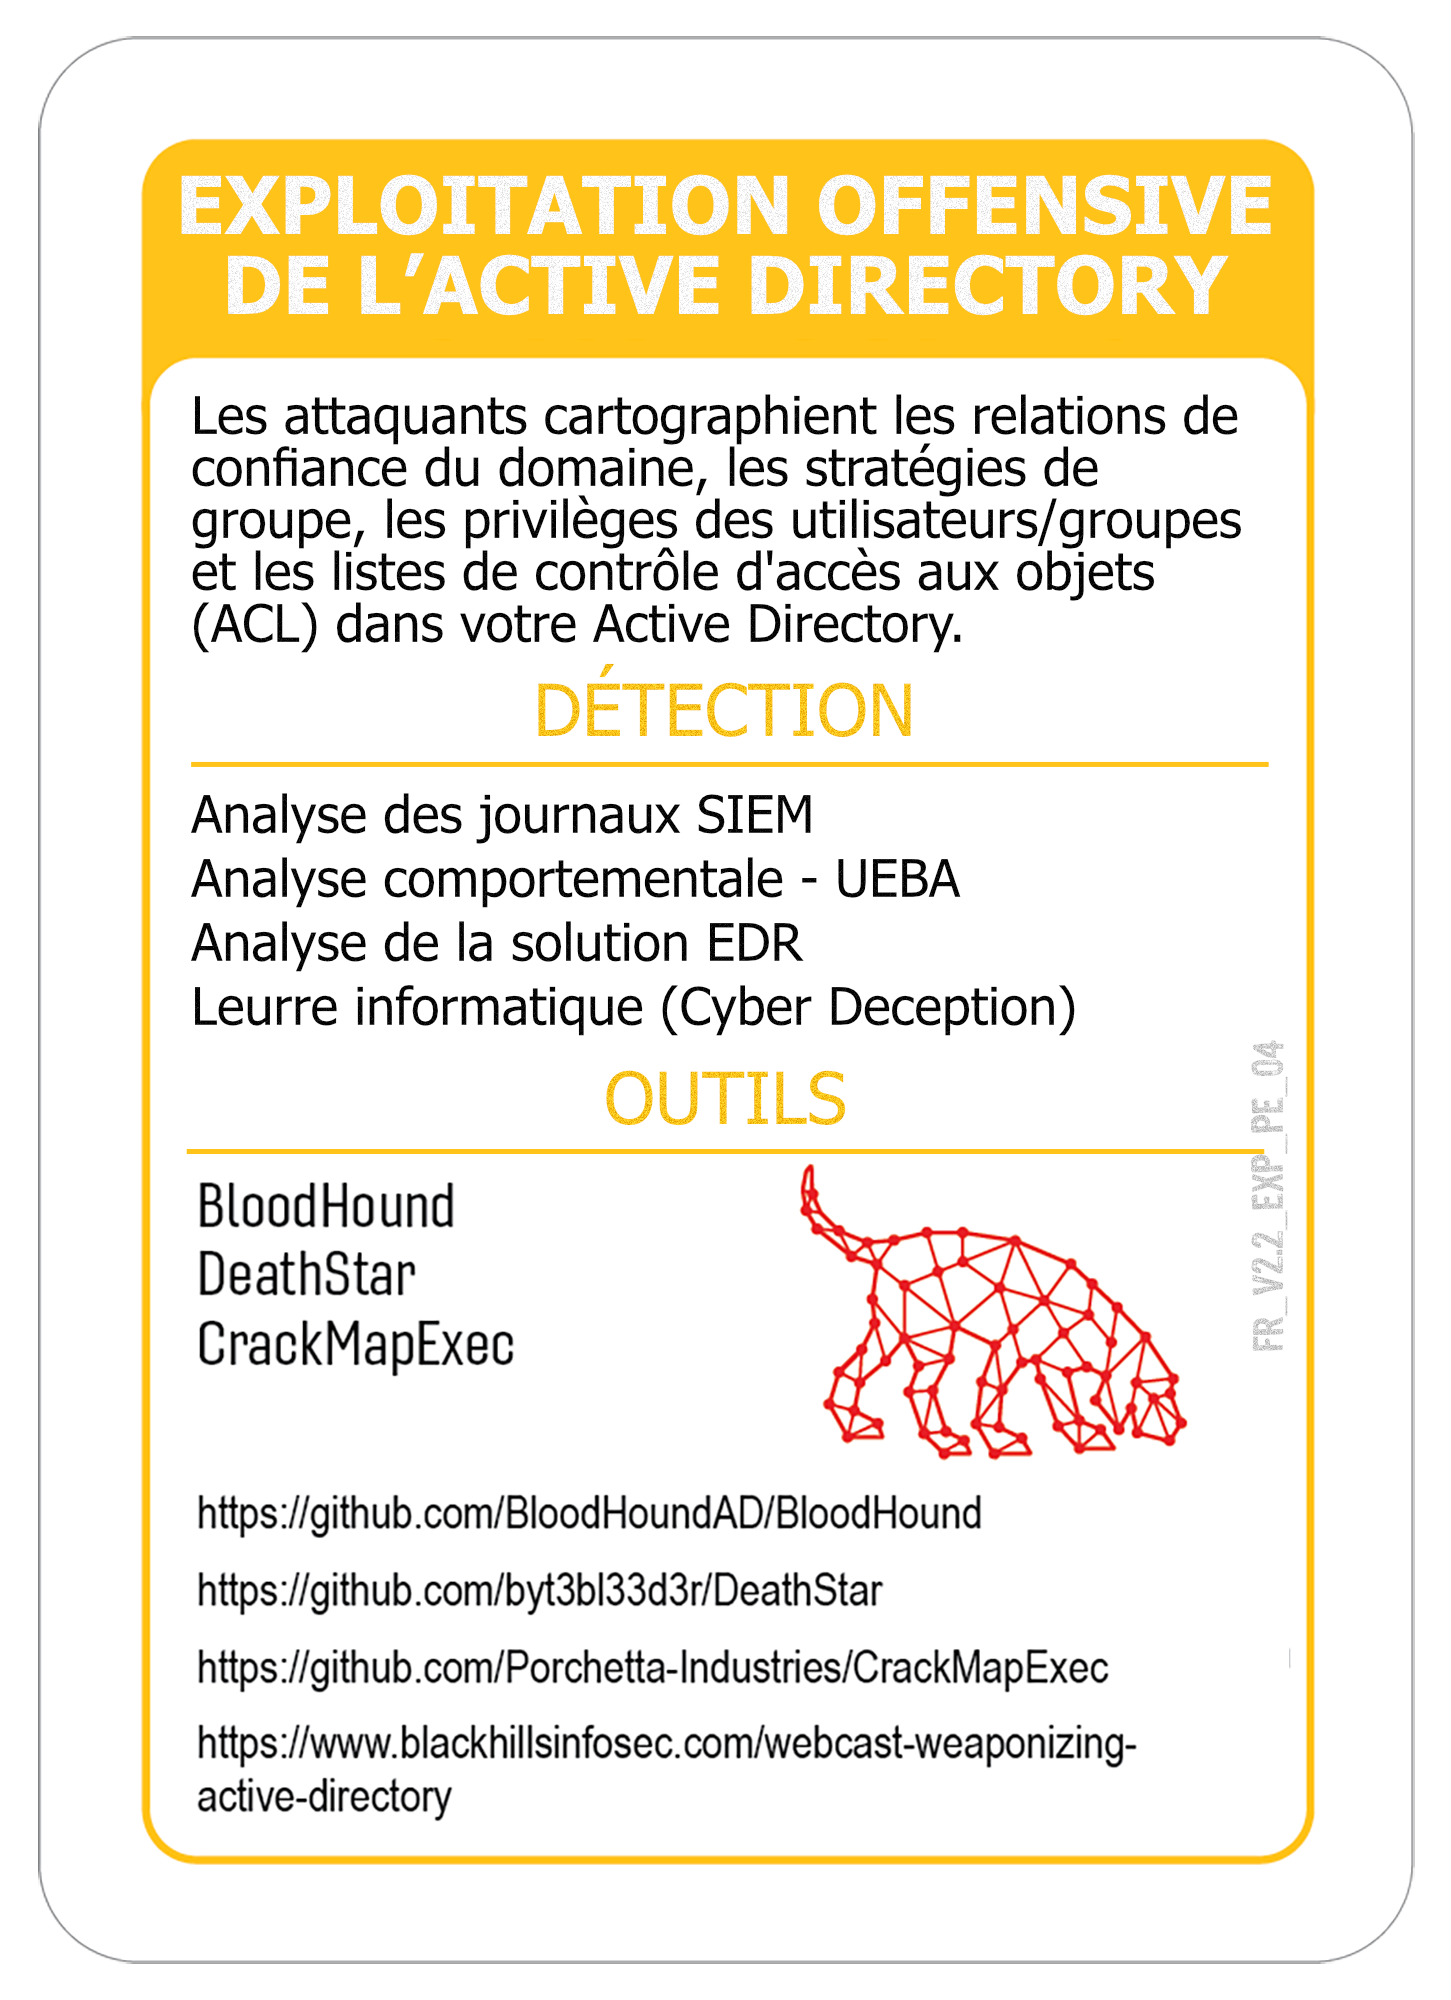 EXPLOITATION OFFENSIVE
DE L’ACTIVE DIRECTORY
Les attaquants cartographient les relations de
confiance du domaine, les stratégies de
groupe, les privilèges des utilisateurs/groupes
et les listes de contrôle d'accès aux objets
(ACL) dans votre Active Directory.
DÉTECTION
Analyse des journaux SIEM
Analyse comportementale - UEBA
Analyse de la solution EDR
Leurre informatique (Cyber Deception)
OUTILS
BloodHound
DeathStar
CrackMapExec
FR_V2.2_EXP_PE_04
https://github.com/BloodHoundAD/BloodHound
https://github.com/byt3bl33d3r/DeathStar
https://github.com/Porchetta-Industries/CrackMapExec
https://www.blackhillsinfosec.com/webcast-weaponizing-
active-directory